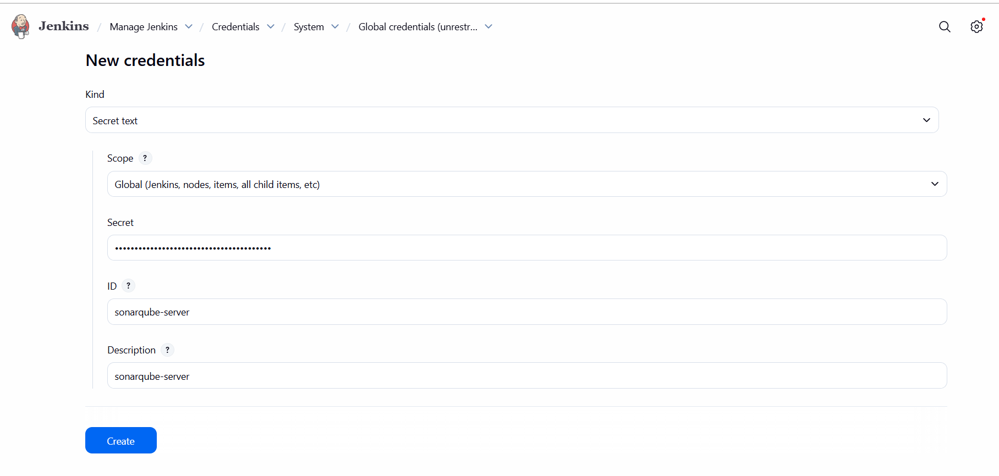 Jenkins / Manage Jenkins / Credentials / System / Global credentials (unrestr...
New credentials
Kind
Secret text
Scope ?
Global (Jenkins, nodes, items, all child items, etc)
Secret
••••••••••••••••••••••••••••••••••••••••
ID ?
sonarqube-server
Description ?
sonarqube-server
Create